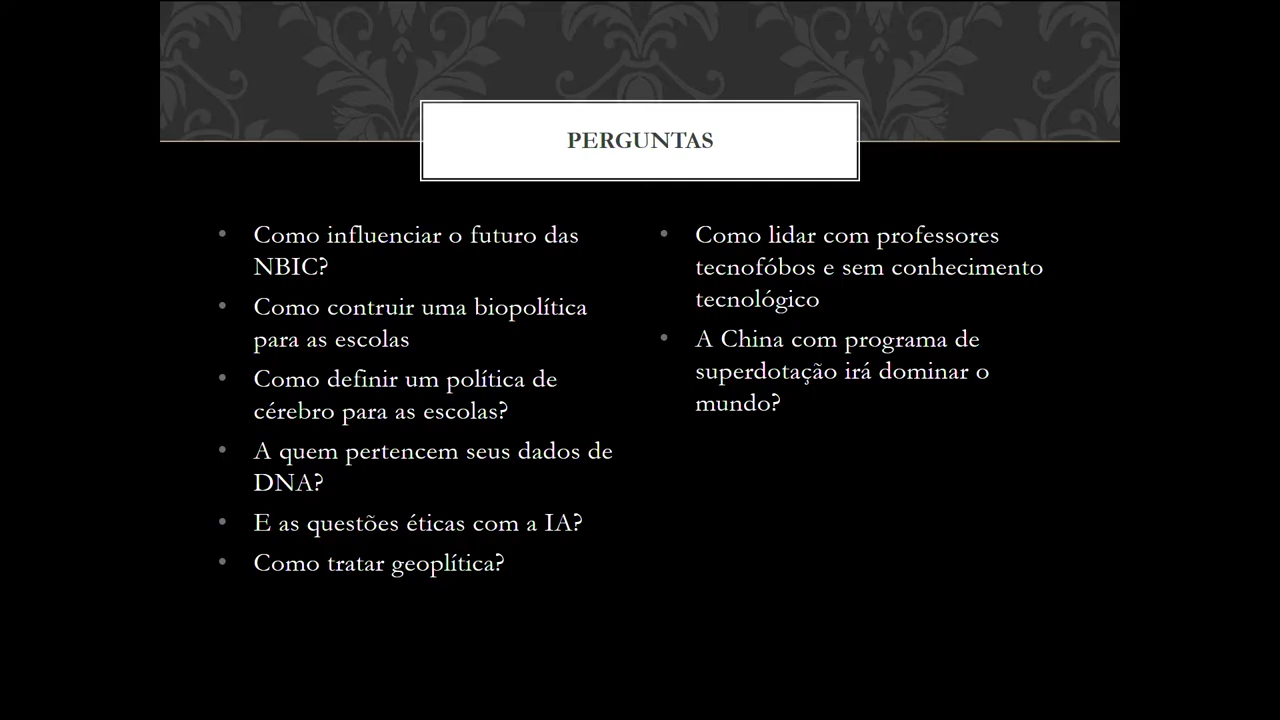 PERGUNTAS
Como influenciar o futuro das
NBIC?
Como contruir uma biopolítica
para as escolas
Como definir um política de
cérebro para as escolas?
A quem pertencem seus dados de
DNA?
E as questões éticas com a IA?
Como tratar geoplítica?
Como lidar com professores
tecnofóbos e sem conhecimento
tecnológico
A China com programa de
superdotação irá dominar o
mundo?